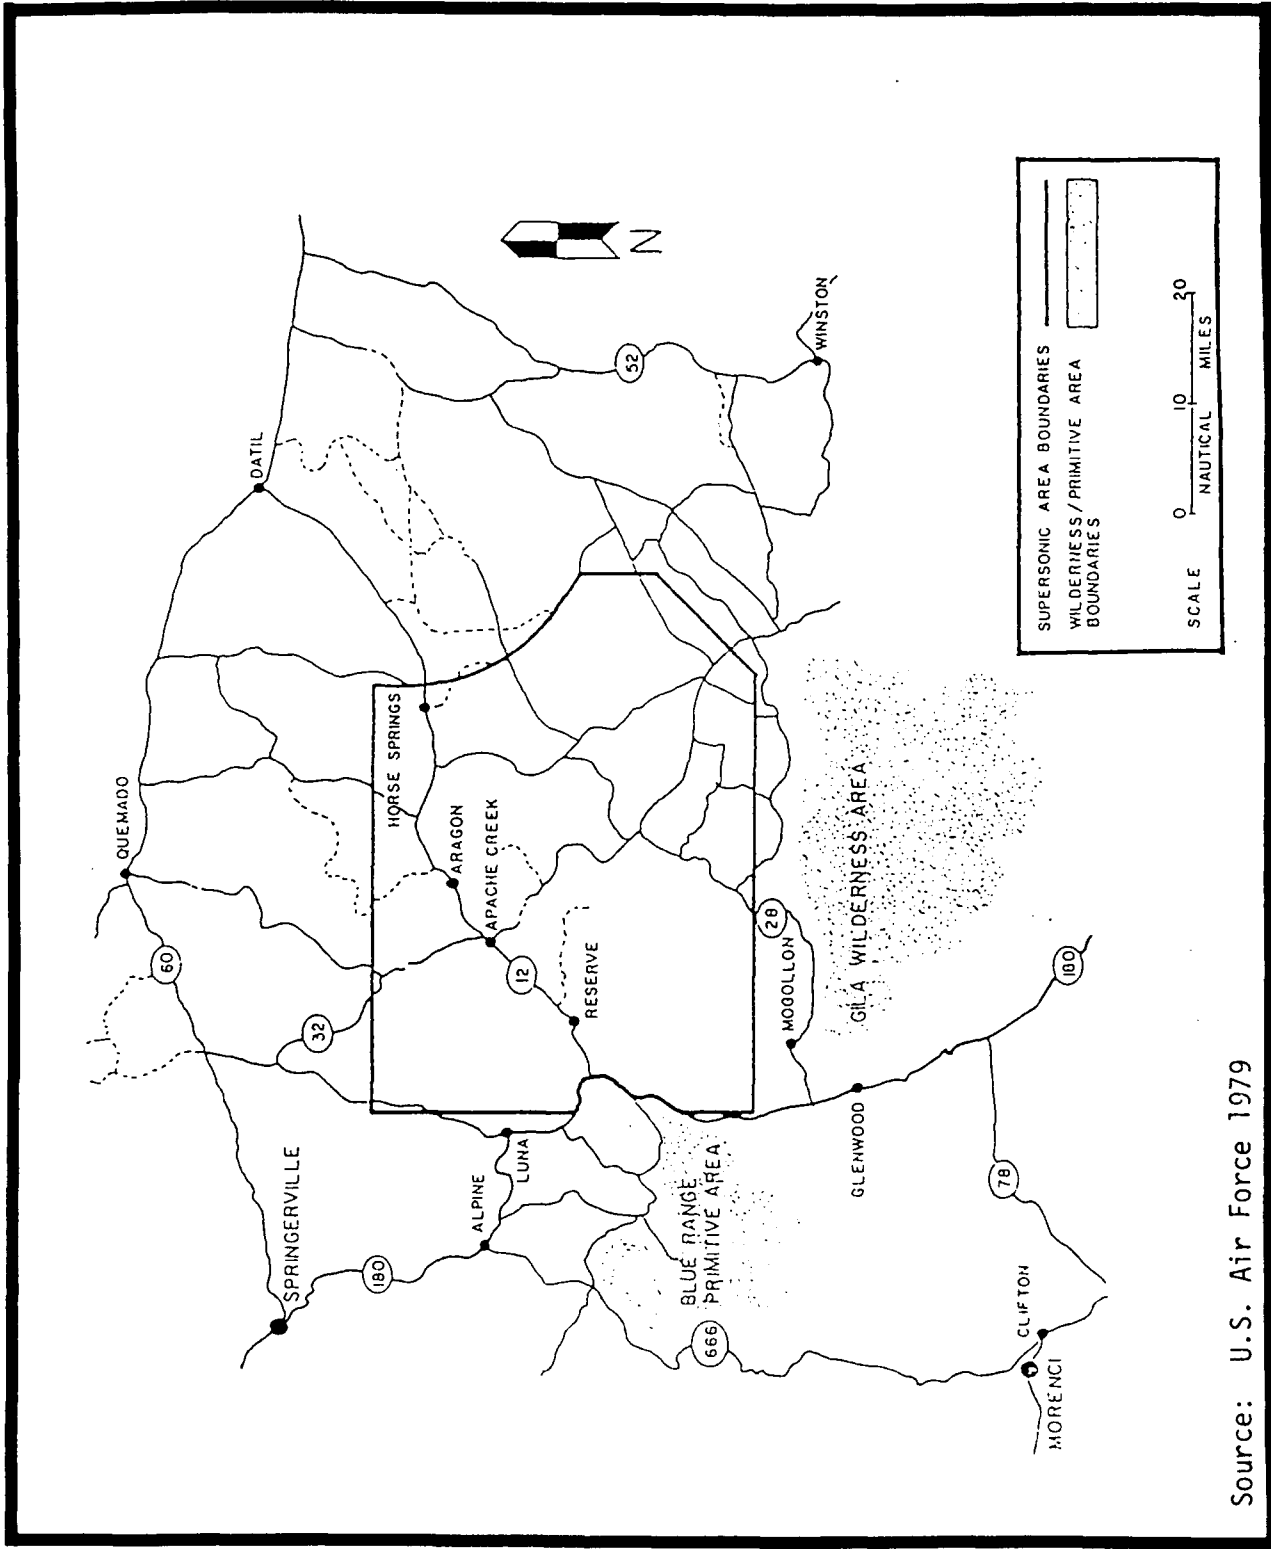 QUEMADO
60
DATIL
32
SPRINGERVILLE
HORSE SPRINGS
ARAGON
APACHE CREEK
12
RESERVE
180
ALPINE
LUNA
52
N
WINSTON
BLUE RANGE
PRIMITIVE AREA
666
28
MOGOLLON
GILA WILDERNESS AREA
GLENWOOD
180
78
CLIFTON
MORENCI
SUPERSONIC AREA BOUNDARIES
WILDERNESS/PRIMITIVE AREA
BOUNDARIES
SCALE
0 10 20
NAUTICAL MILES
Source: U.S. Air Force 1979